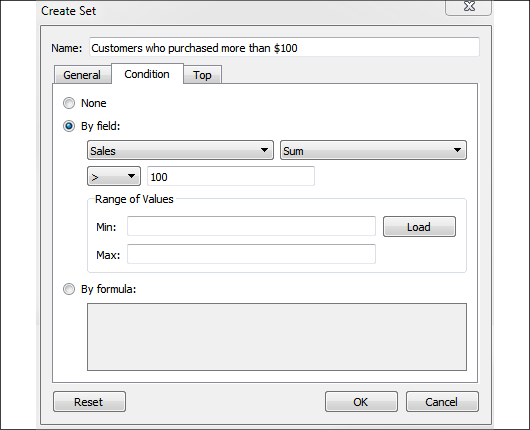 Create Set
Name: Customers who purchased more than $100
General Condition Top
None
By field:
Sales Sum
> 100
Range of Values
Min: Load
Max:
By formula:
Reset OK Cancel